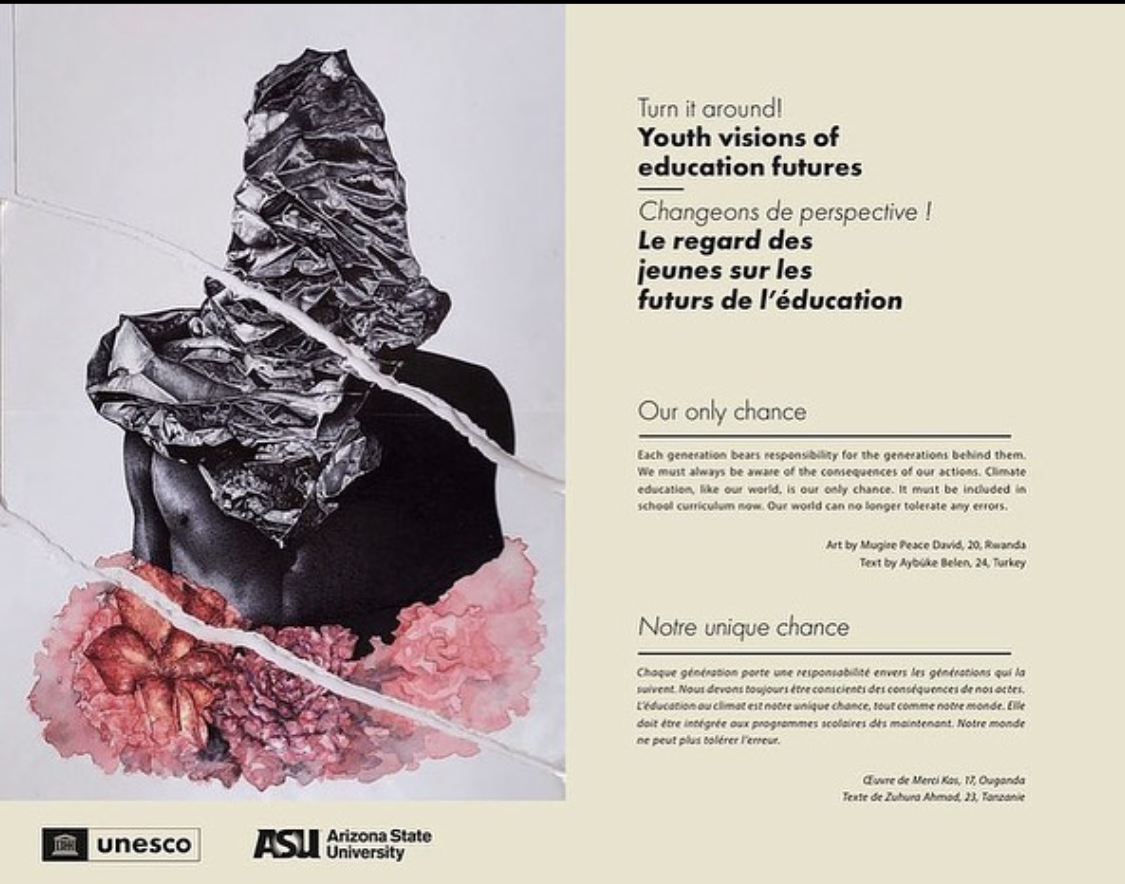 Turn it around!
Youth visions of
education futures
Changeons de perspective !
Le regard des
jeunes sur les
futurs de l'éducation
Our only chance
Each generation bears responsibility for the generations behind them.
We must always be aware of the consequences of our actions. Climate
education, like our world, is our only chance. It must be included in
school curriculum now. Our world can no longer tolerate any errors.
Art by Mugire Peace David, 20, Rwanda
Text by Aybüke Belen, 24, Turkey
Notre unique chance
Chaque génération porte une responsabilité envers les générations qui la
suivent. Nous devons toujours être conscients des conséquences de nos actes.
L'éducation au climat est notre unique chance, tout comme notre monde. Elle
doit être intégrée aux programmes scolaires dès maintenant. Notre monde
ne peut plus tolérer l'erreur.
Œuvre de Merci Kas, 17, Ouganda
Texte de Zuhura Ahmad, 23, Tanzanie
unesco
ASU Arizona State
University